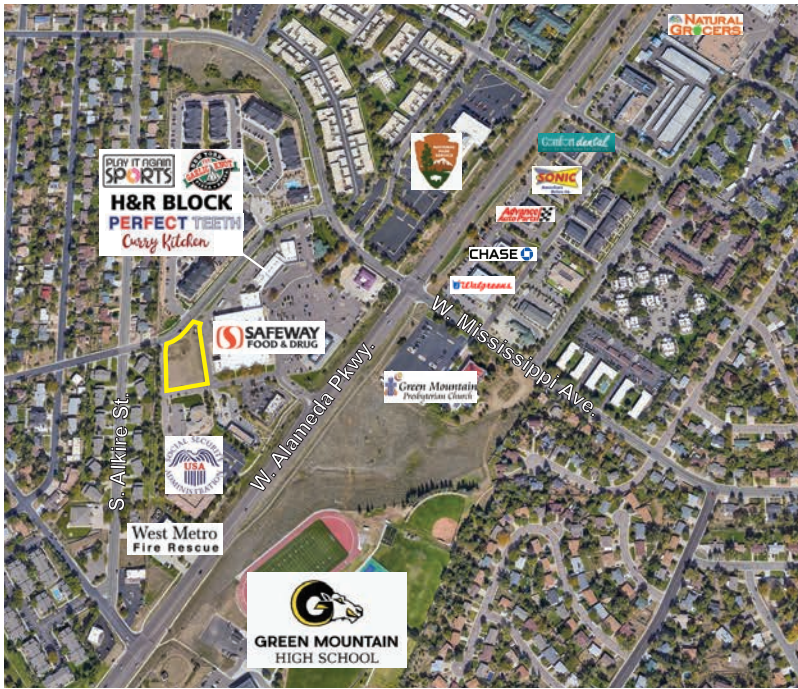 NATURAL
GROCERS
Comfort dental
SONIC
Advance
Auto Parts
CHASE
Walgreens
PLAY IT AGAIN
SPORTS
GARLIC KNOT
H&R BLOCK
PERFECT TEETH
Curry Kitchen
SAFEWAY
FOOD & DRUG
W. Mississippi Ave.
W. Alameda Pkwy.
Green Mountain
Presbyterian Church
S. Alkire St.
SOCIAL SECURITY
USA
ADMINISTRATION
West Metro
Fire Rescue
G
GREEN MOUNTAIN
HIGH SCHOOL